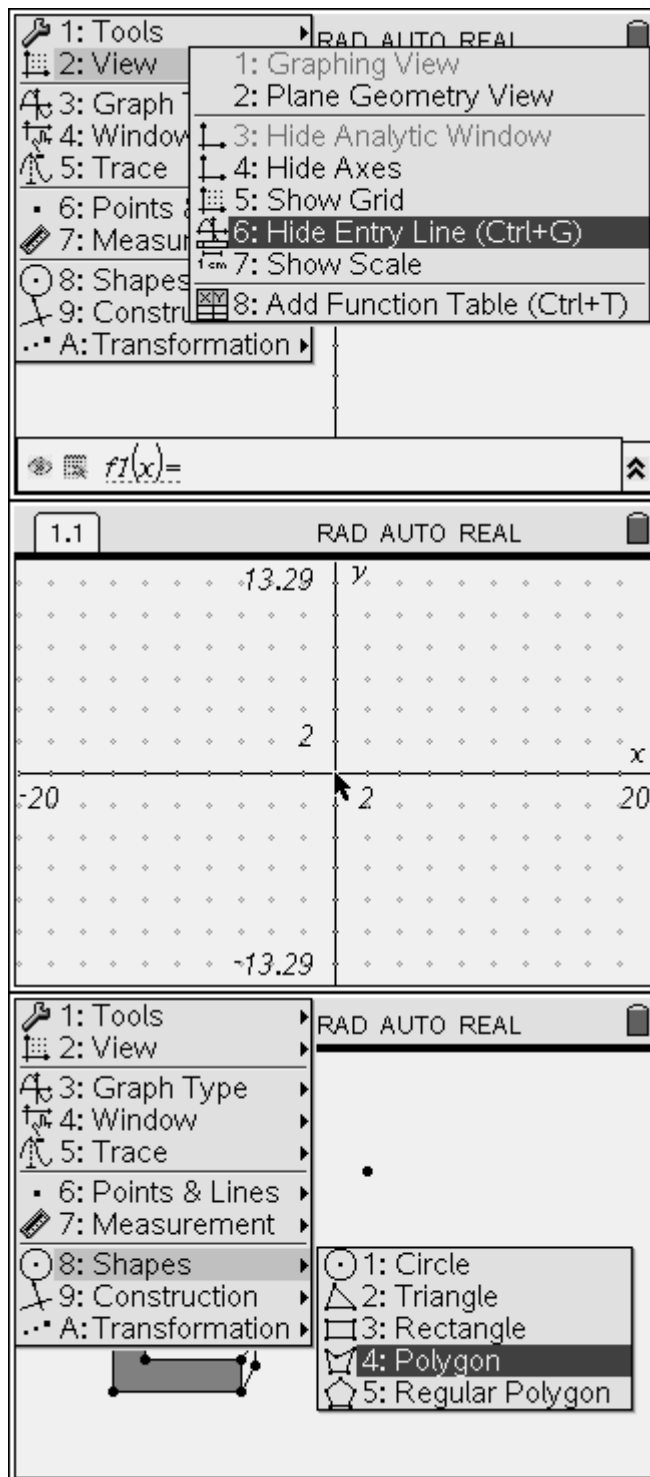 1: Tools
RAD AUTO REAL
2: View
1: Graphing View
2: Plane Geometry View
3: Graph T
4: Window
3: Hide Analytic Window
5: Trace
4: Hide Axes
5: Show Grid
6: Points &
6: Hide Entry Line (Ctrl+G)
7: Measur
1 cm 7: Show Scale
8: Shapes
9: Constru
8: Add Function Table (Ctrl+T)
A: Transformation
f1(x)=
1.1 RAD AUTO REAL
13.29 y
2
x
-20 2 20
-13.29
1: Tools
RAD AUTO REAL
2: View
3: Graph Type
4: Window
5: Trace
6: Points & Lines
7: Measurement
8: Shapes
1: Circle
9: Construction
2: Triangle
A: Transformation
3: Rectangle
4: Polygon
5: Regular Polygon